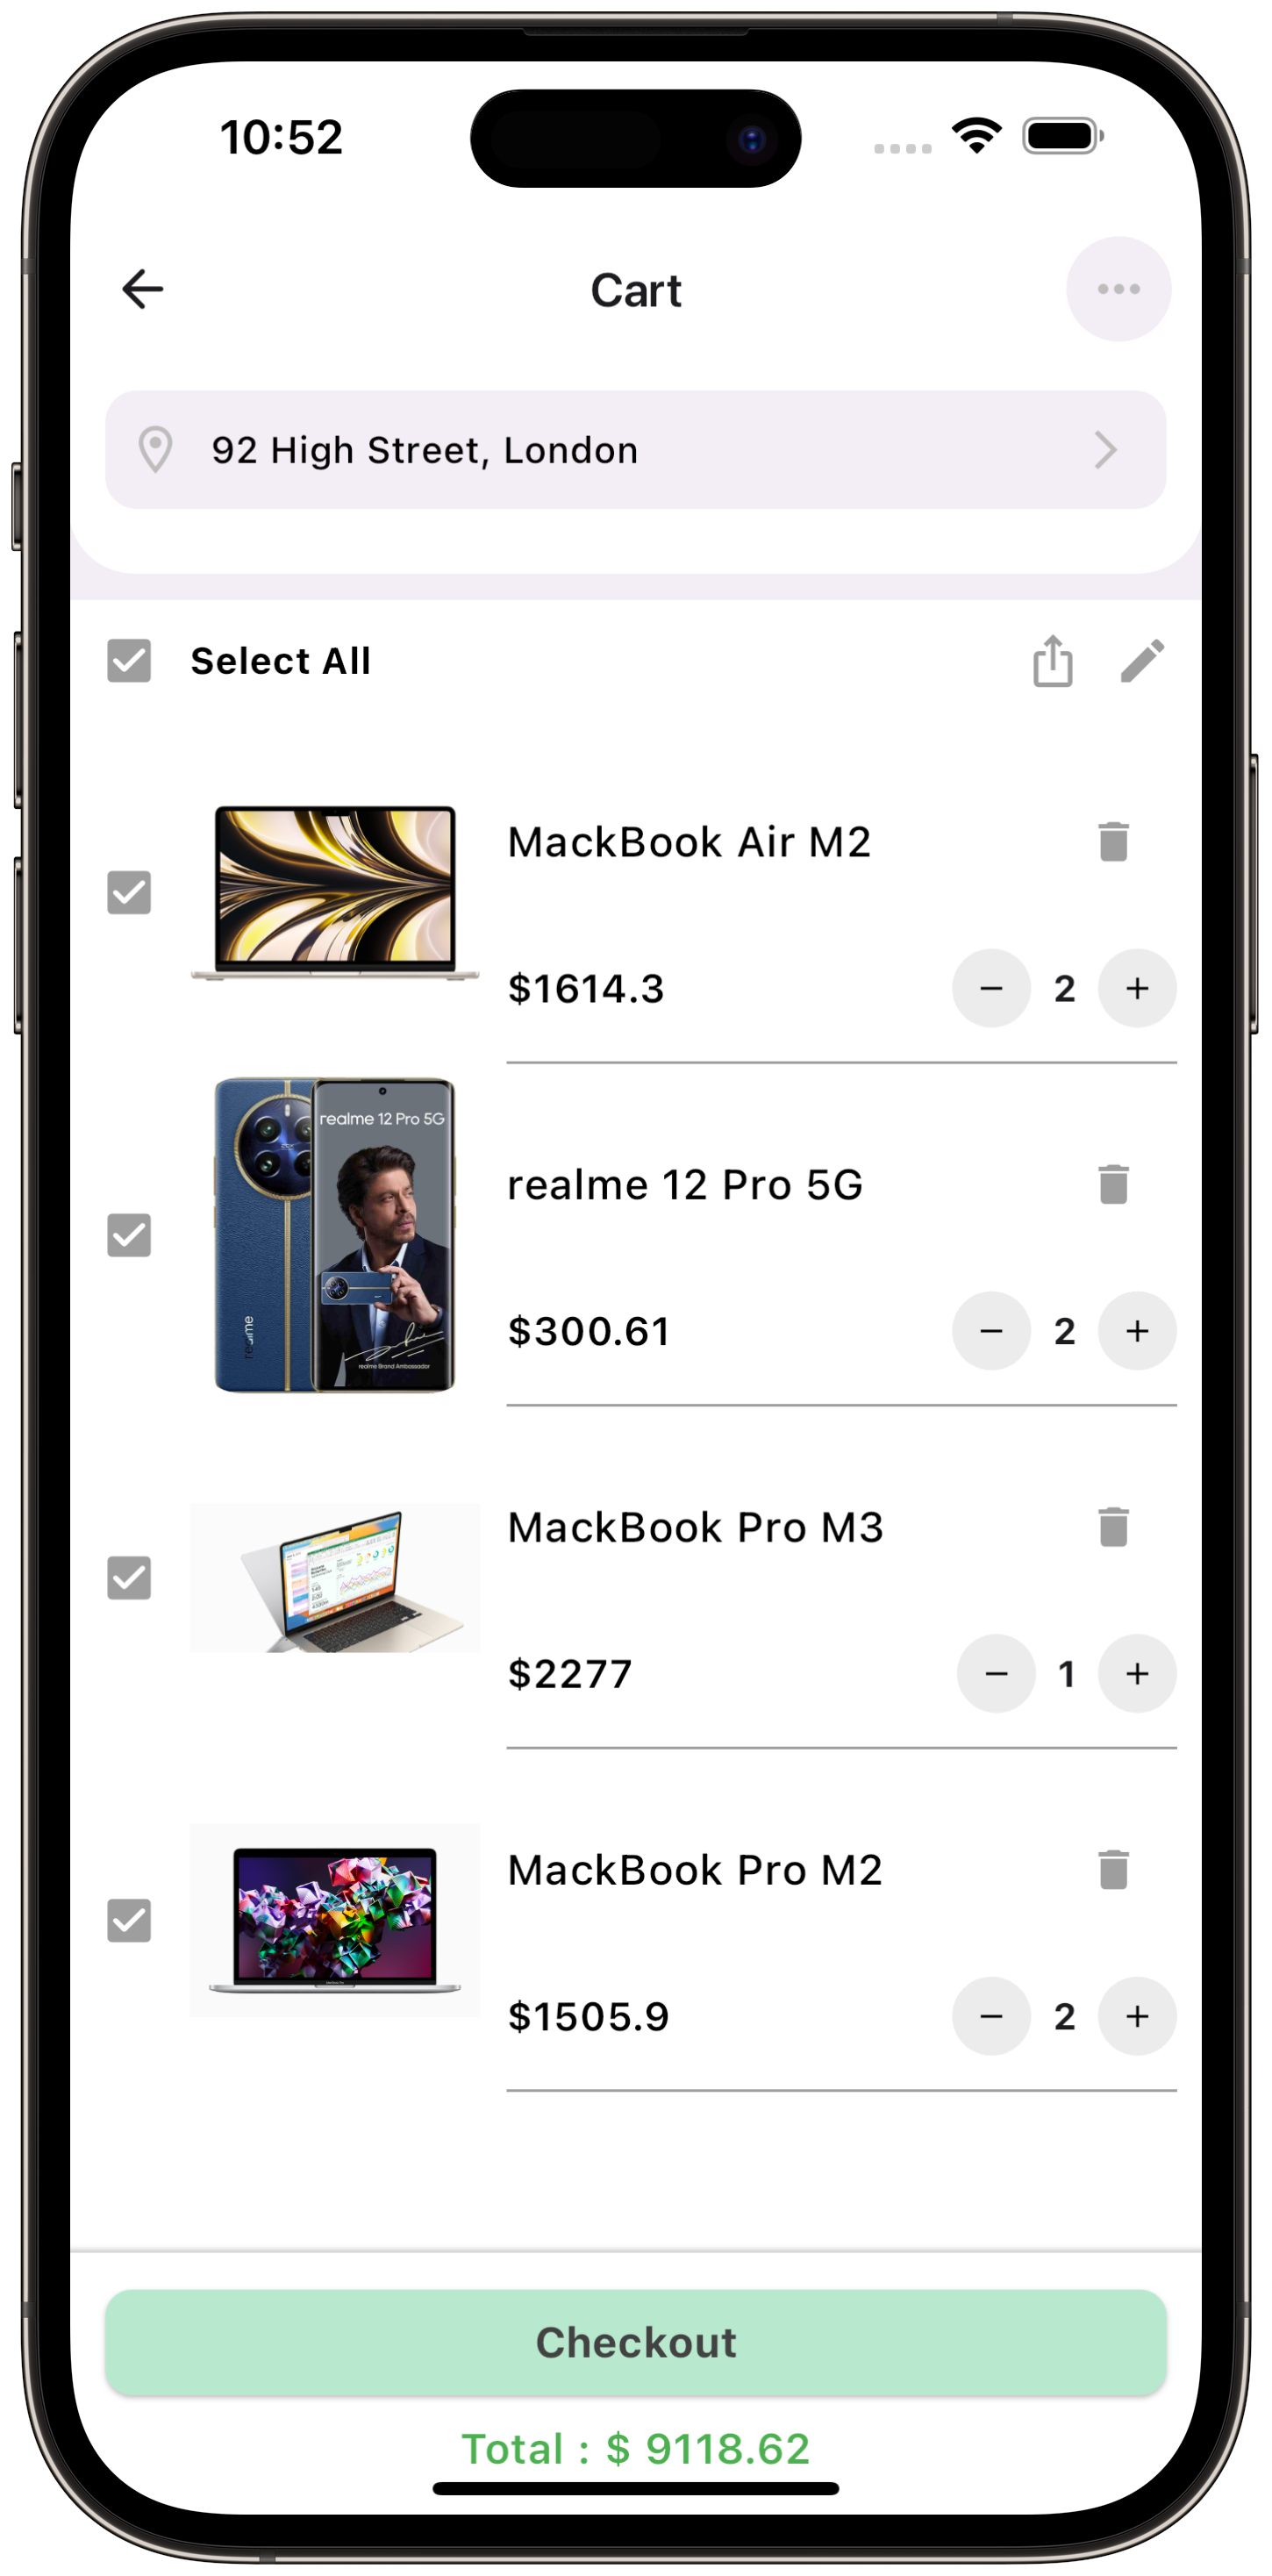 10:52
Cart
92 High Street, London
Select All
MackBook Air M2
$1614.3
− 2 +
realme 12 Pro 5G
realme
realme Brand Ambassador
realme 12 Pro 5G
$300.61
− 2 +
MackBook Pro M3
$2277
− 1 +
MackBook Pro M2
$1505.9
− 2 +
Checkout
Total : $ 9118.62